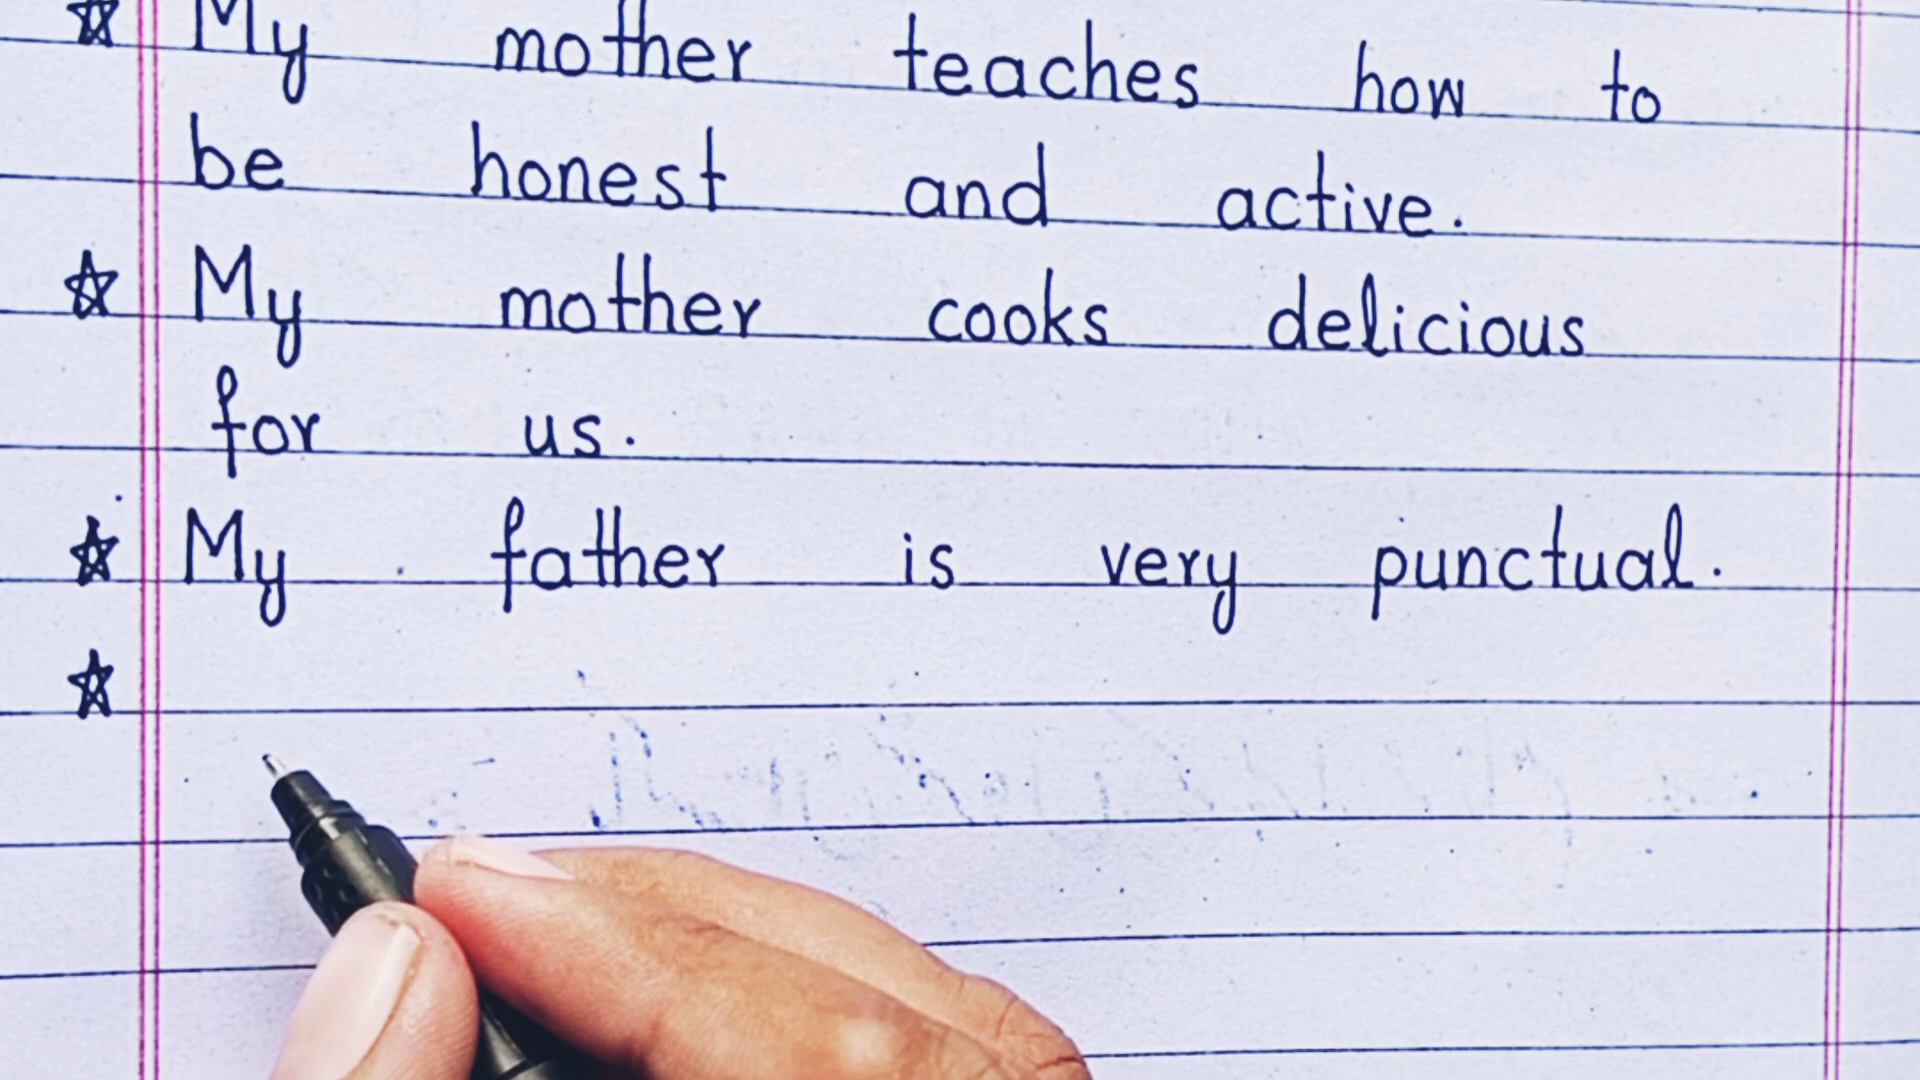 ☆ My mother teaches how to
be honest and active.
☆ My mother cooks delicious
for us.
☆ My father is very punctual.
☆